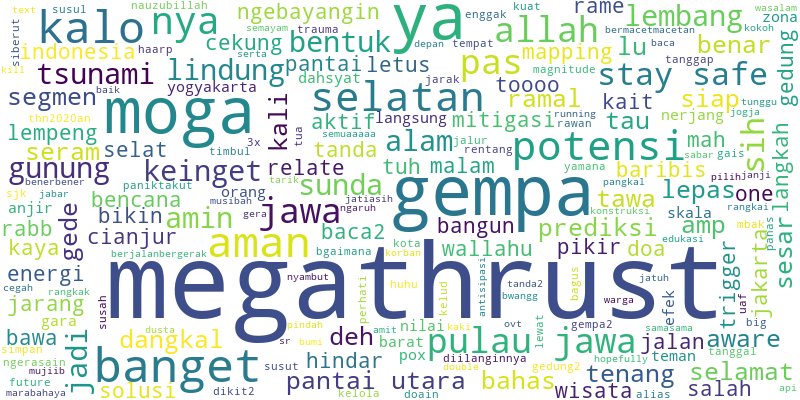 text
susul
nauzubillah
kalo
nya
ngebayangin
semayam
trauma
enggak
kuat
rame
wasalam
ya
allah
lembang
zona
siberut
haarp
cekung
bentuk
serta
depan
tempat
bermacetmacetan
baca
kokoh
indonesia
lindung
pantai
letus
pas
mapping
lu
benar
gedung
kill
tsunami
baik
dahsyat
jarak
magnitude
tanggap
stay safe
segmen
yogyakarta
selatan
toooo
ramal
kait
siap
thn2020an
moga
3x
kali
tua
semuaaaaa
aktif
langsung
mitigasi
running
rawan
tau
nerjang
tunggu
jogja
lempeng
selat
timbul
tanda
alam
jalur
rentang
potensi
mah
sabar
gais
sih
langkah
seram
keinget
relate
tuh
malam
yamana
baribis
gunung
paniktakut
orang
tarik
sunda
gempa
pangkal
pilih
janji
sjk
jabar
benerbener
bencana
musibah
jatiasih
lepas
one
rangkai
anjir
bikin
amin
gera
jawa
ngaruh
baca2
bangun
prediksi
tawa
konstruksi
skala
amp
mbak
panas
sesar
rabb
gede
cianjur
kota
wallahu
pikir
doa
edukasi
kaya
berjalanbergerak
aman
bgaimana
korban
megathrust
trigger
jakarta
energi
nyambut
huhu
kelud
antisipasi
tanda2
bwangg
bagus
jatuh
warga
efek
uaf
cegah
rangkak
jarang
susah
pindah
perhati
gempa2
big
gara
dusta
sr
bumi
amit
nilai
kaki
ovt
lewat
samasama
bawa
jadi
dangkal
deh
barat
pulau jawa
jalan
aware
simpan
banget
hindar
pox
diilanginnya
hopefully
teman
tanggal
ngerasain
susut
tenang
selamat
mujiib
pantai utara
double
gedung2
future
solusi
bahas
wisata
salah
marabahaya
dikit2
kelola
doain
alias
api